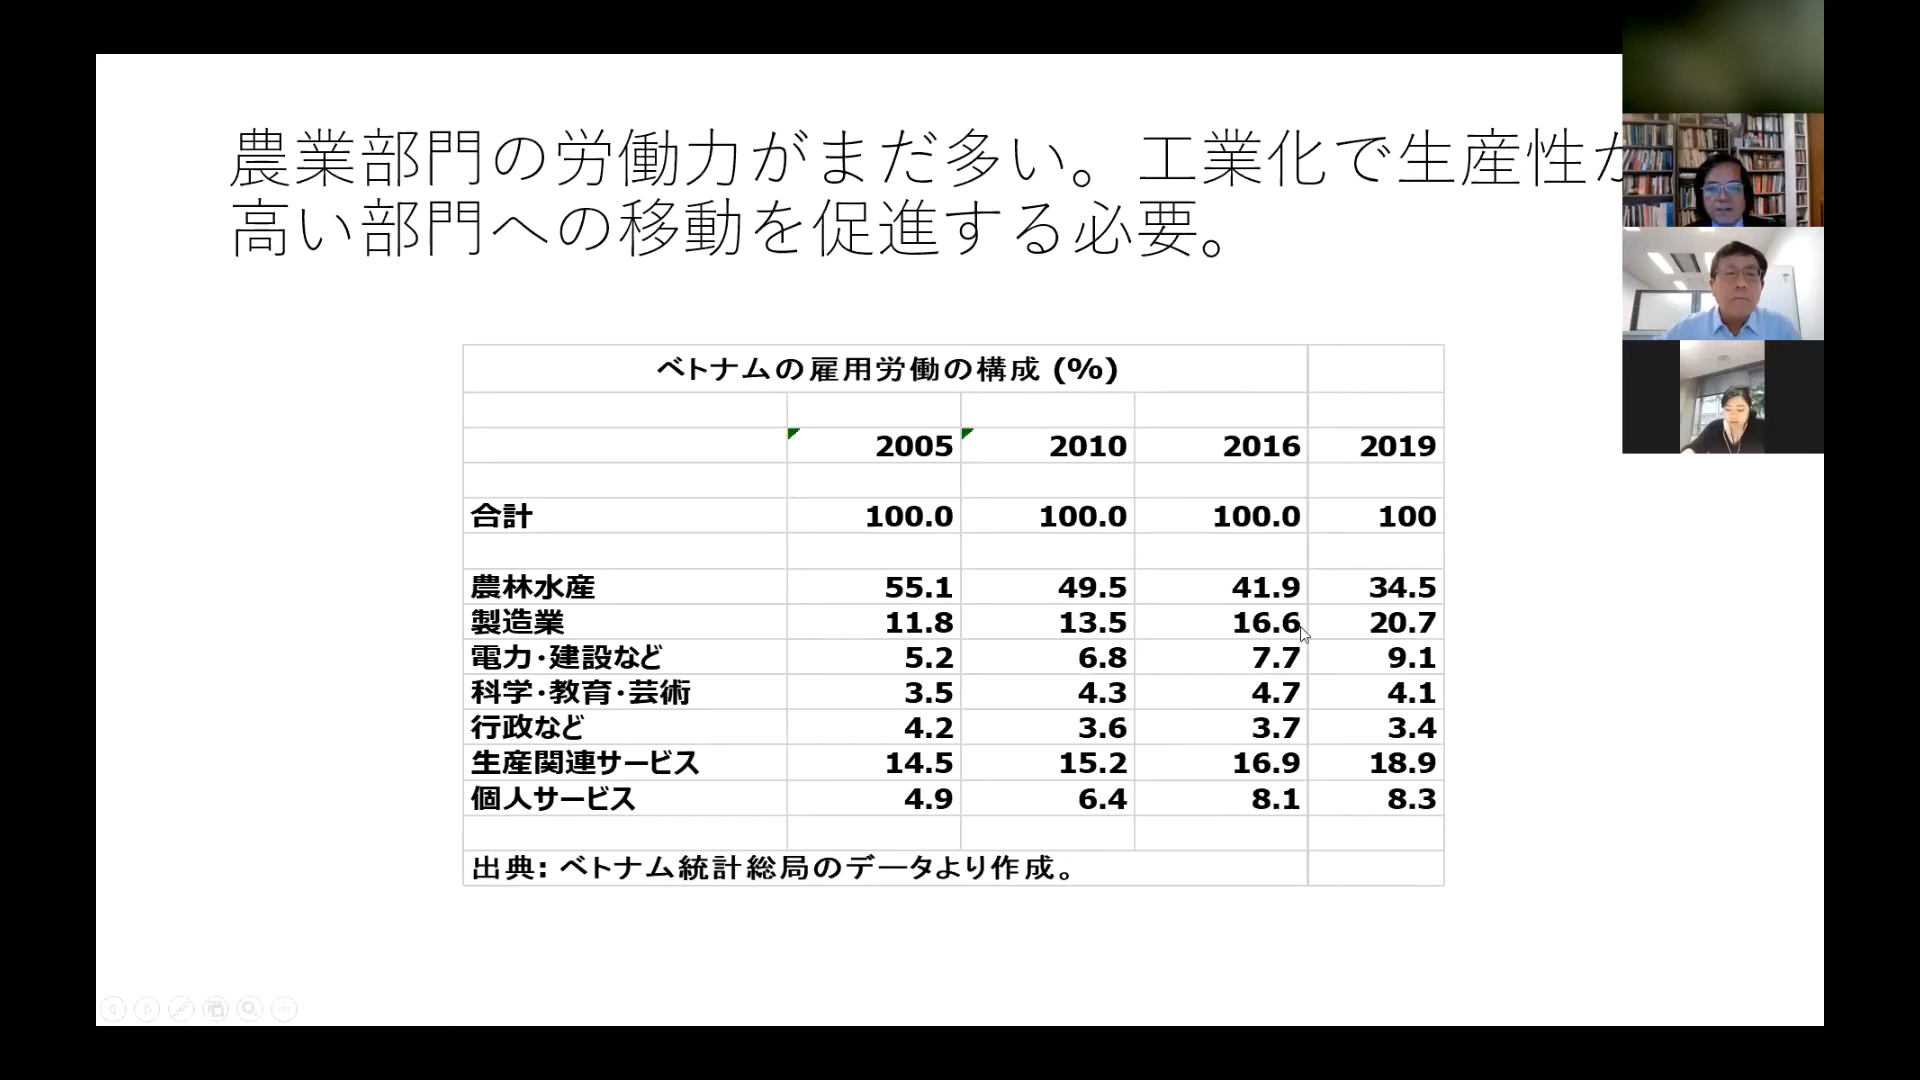 農業部門の労働力がまだ多い。工業化で生産性
高い部門への移動を促進する必要。
ベトナムの雇用労働の構成 (%)
2005 2010 2016 2019
合計 100.0 100.0 100.0 100
農林水産 55.1 49.5 41.9 34.5
製造業 11.8 13.5 16.6 20.7
電力・建設など 5.2 6.8 7.7 9.1
科学・教育・芸術 3.5 4.3 4.7 4.1
行政など 4.2 3.6 3.7 3.4
生産関連サービス 14.5 15.2 16.9 18.9
個人サービス 4.9 6.4 8.1 8.3
出典: ベトナム統計総局のデータより作成。